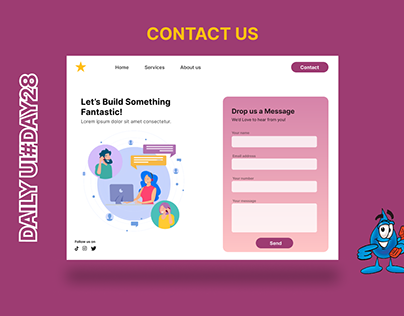 CONTACT US
DAILY UI#DAY28
Home
Services
About us
Contact
Let's Build Something
Fantastic!
Lorem ipsum dolor sit amet consectetur.
Follow us on
Drop us a Message
We'd Love to hear from you!
Your name
Email address
Your number
Your message
Send